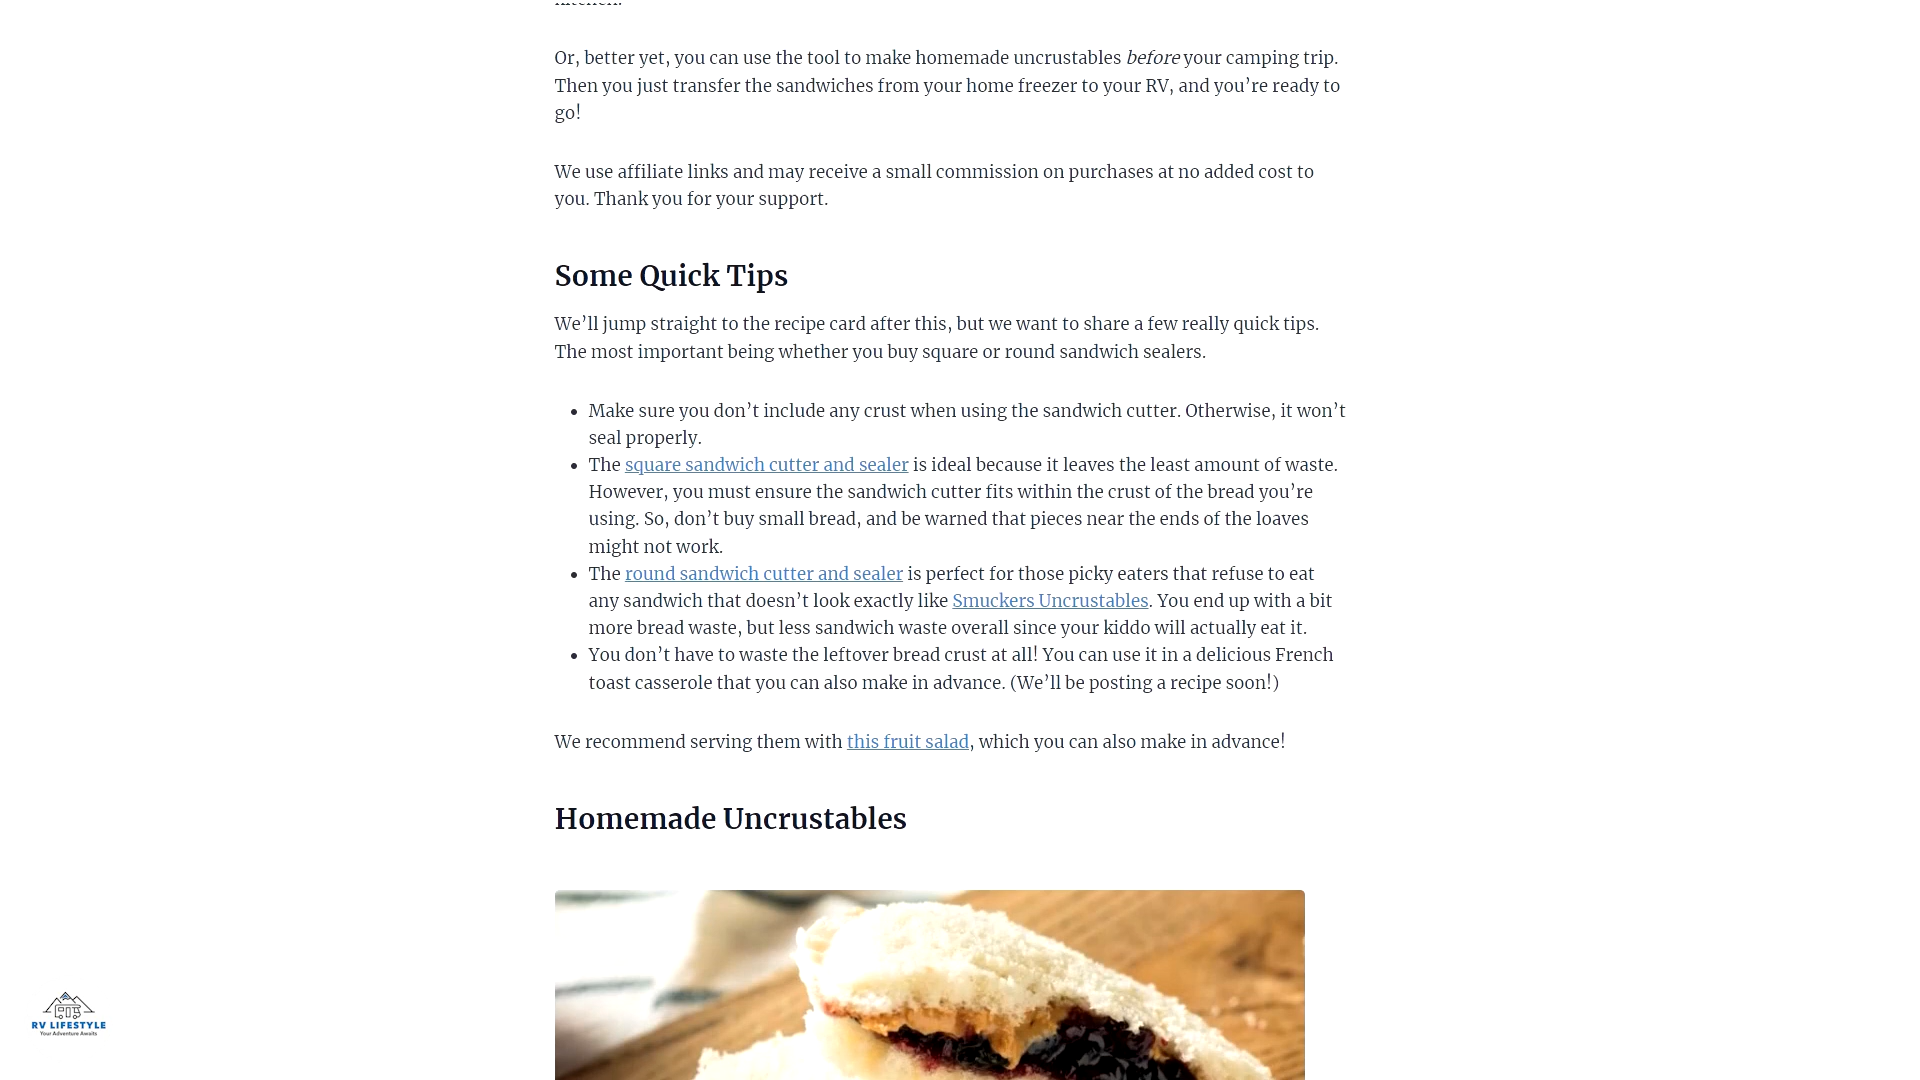 Or, better yet, you can use the tool to make homemade uncrustables before your camping trip.
Then you just transfer the sandwiches from your home freezer to your RV, and you’re ready to
go!
We use affiliate links and may receive a small commission on purchases at no added cost to
you. Thank you for your support.
Some Quick Tips
We’ll jump straight to the recipe card after this, but we want to share a few really quick tips.
The most important being whether you buy square or round sandwich sealers.
• Make sure you don’t include any crust when using the sandwich cutter. Otherwise, it won’t
seal properly.
• The square sandwich cutter and sealer is ideal because it leaves the least amount of waste.
However, you must ensure the sandwich cutter fits within the crust of the bread you’re
using. So, don’t buy small bread, and be warned that pieces near the ends of the loaves
might not work.
• The round sandwich cutter and sealer is perfect for those picky eaters that refuse to eat
any sandwich that doesn’t look exactly like Smuckers Uncrustables. You end up with a bit
more bread waste, but less sandwich waste overall since your kiddo will actually eat it.
• You don’t have to waste the leftover bread crust at all! You can use it in a delicious French
toast casserole that you can also make in advance. (We’ll be posting a recipe soon!)
We recommend serving them with this fruit salad, which you can also make in advance!
Homemade Uncrustables
RV LIFESTYLE
Your Adventure Awaits